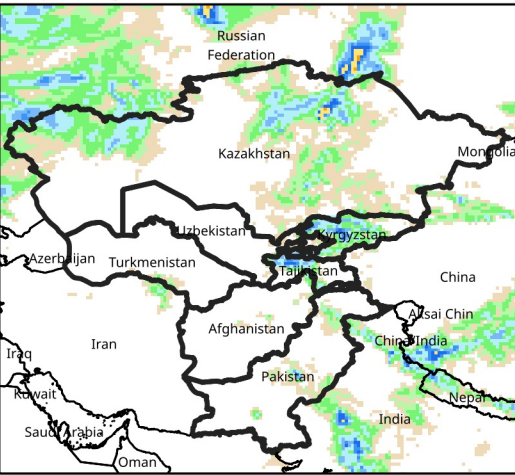 Russian
Federation
Kazakhstan
Mongolia
Uzbekistan
Kyrgyzstan
Azerbaijan
Turkmenistan
Tajikistan
China
Aksai Chin
Afghanistan
China/India
Iran
Iraq
Pakistan
Kuwait
Nepal
India
Saudi Arabia
Oman